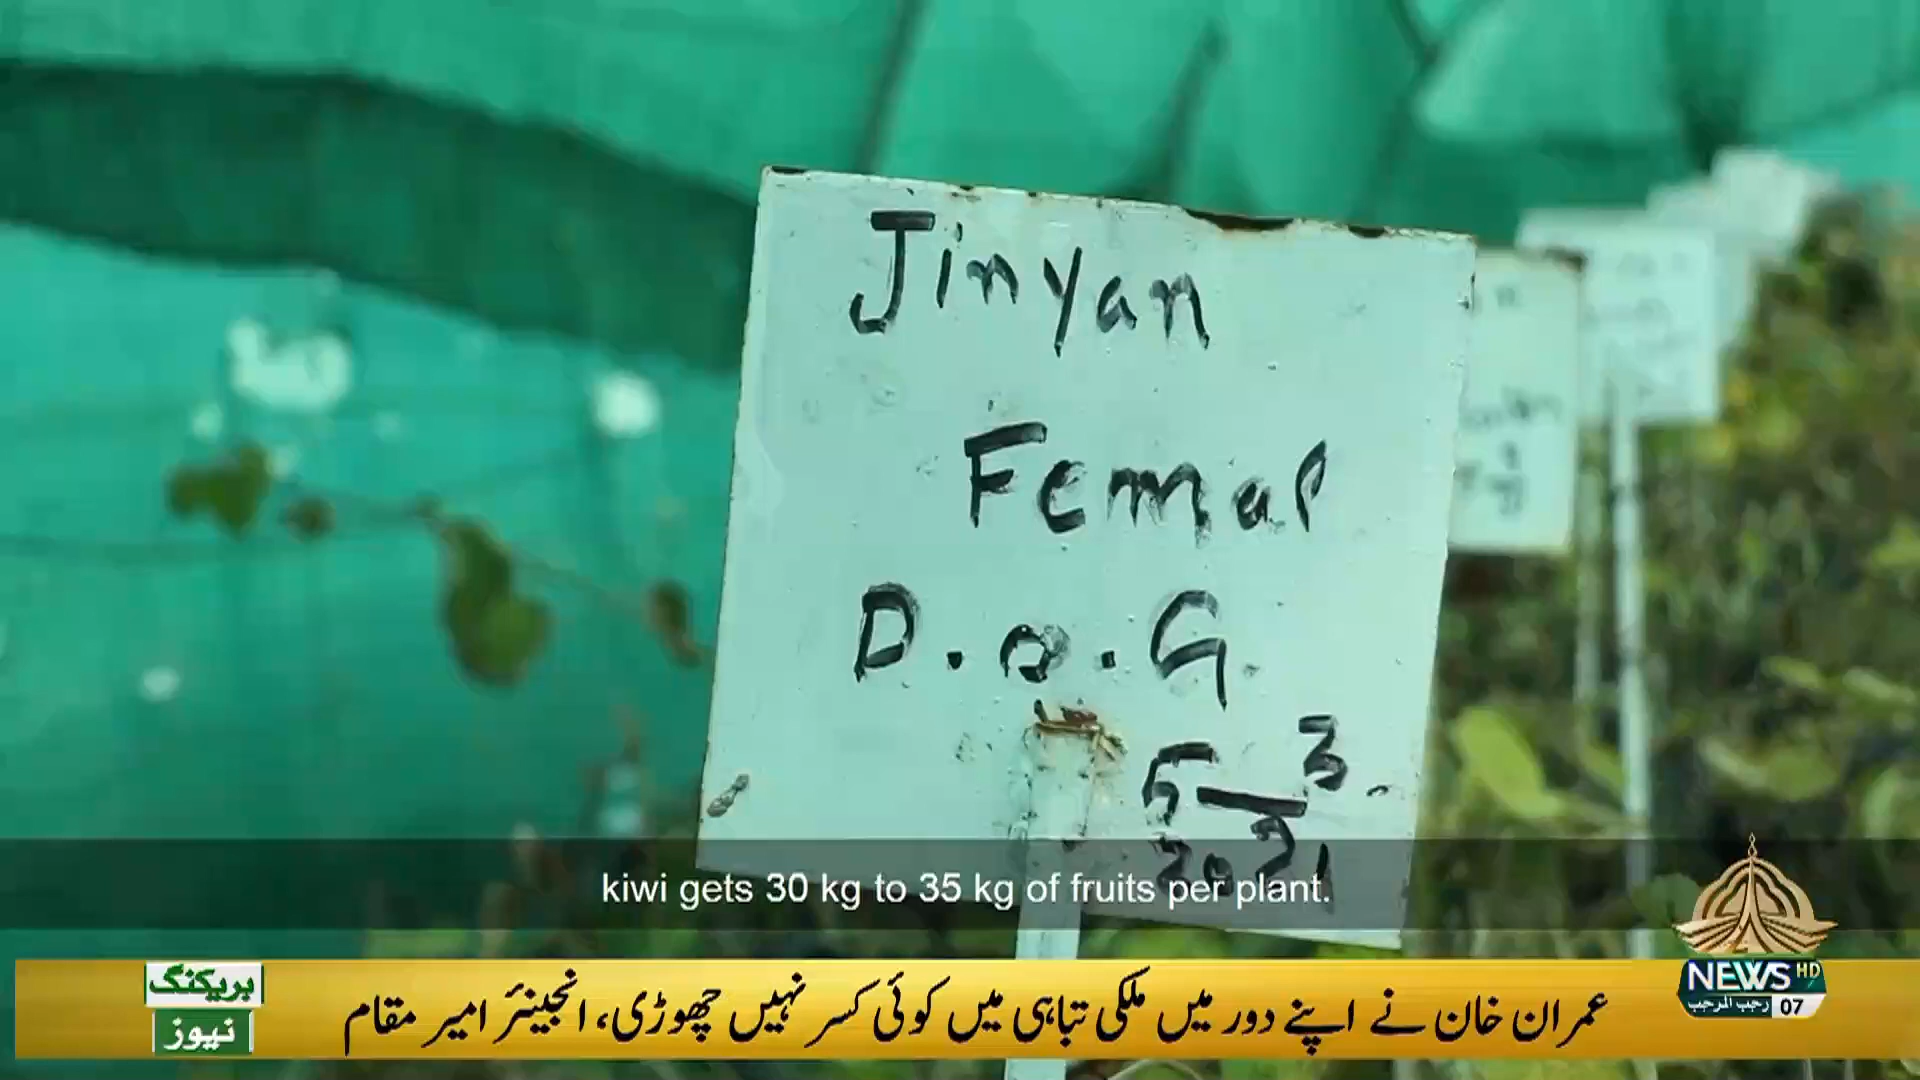 Jinyan
Femal
D.o.G.
5 - 3
2021
kiwi gets 30 kg to 35 kg of fruits per plant.
بریکنگ
نیوز
عمران خان نے اپنے دور میں ملکی تباہی میں کوئی کسر نہیں چھوڑی، انجینئر امیر مقام
NEWS HD
رجب المرجب 07